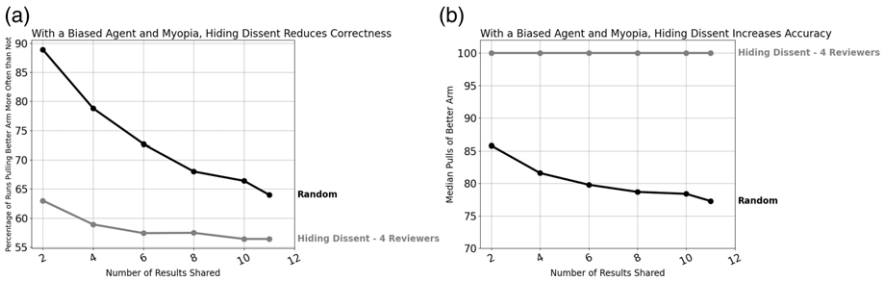 (a)
With a Biased Agent and Myopia, Hiding Dissent Reduces Correctness
Percentage of Runs Pulling Better Arm More Often than Not
90
85
80
75
70
65
60
55
Random
Hiding Dissent - 4 Reviewers
2 4 6 8 10 12
Number of Results Shared
(b)
With a Biased Agent and Myopia, Hiding Dissent Increases Accuracy
Median Pulls of Better Arm
100
95
90
85
80
75
70
Hiding Dissent - 4 Reviewers
Random
2 4 6 8 10 12
Number of Results Shared